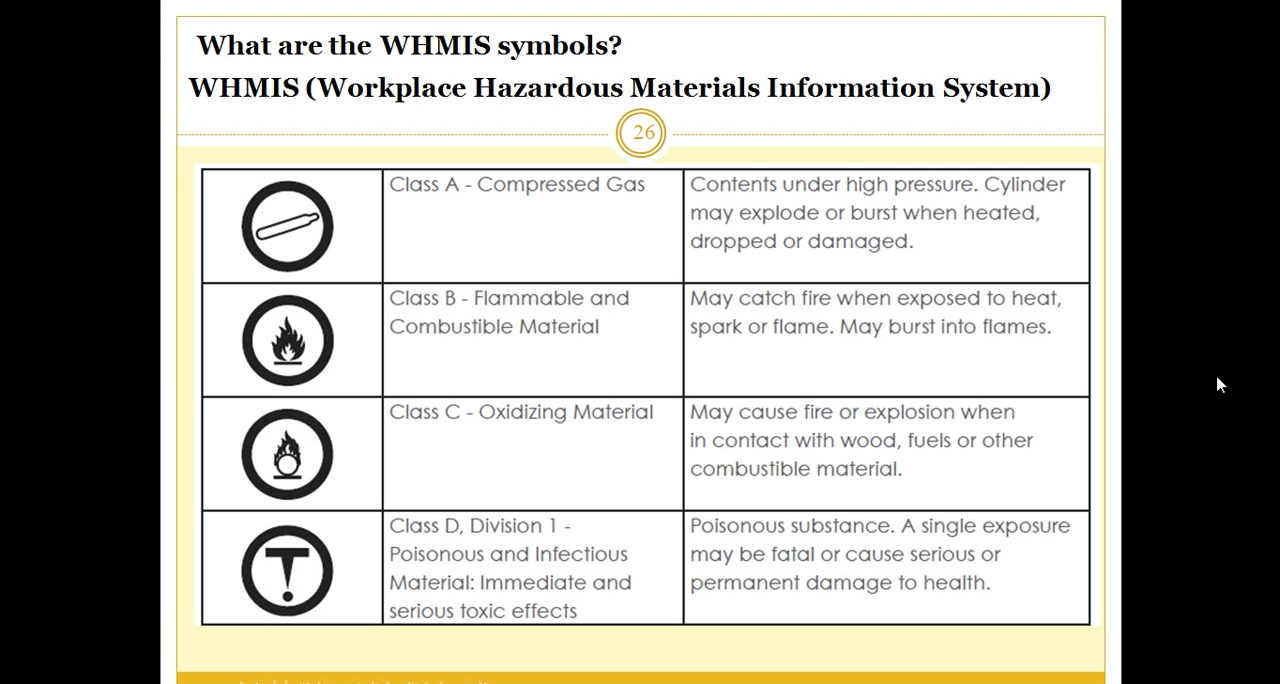 What are the WHMIS symbols?
WHMIS (Workplace Hazardous Materials Information System)
26
Class A - Compressed Gas
Contents under high pressure. Cylinder
may explode or burst when heated,
dropped or damaged.
Class B - Flammable and
Combustible Material
May catch fire when exposed to heat,
spark or flame. May burst into flames.
Class C - Oxidizing Material
May cause fire or explosion when
in contact with wood, fuels or other
combustible material.
Class D, Division 1 -
Poisonous and Infectious
Material: Immediate and
serious toxic effects
Poisonous substance. A single exposure
may be fatal or cause serious or
permanent damage to health.